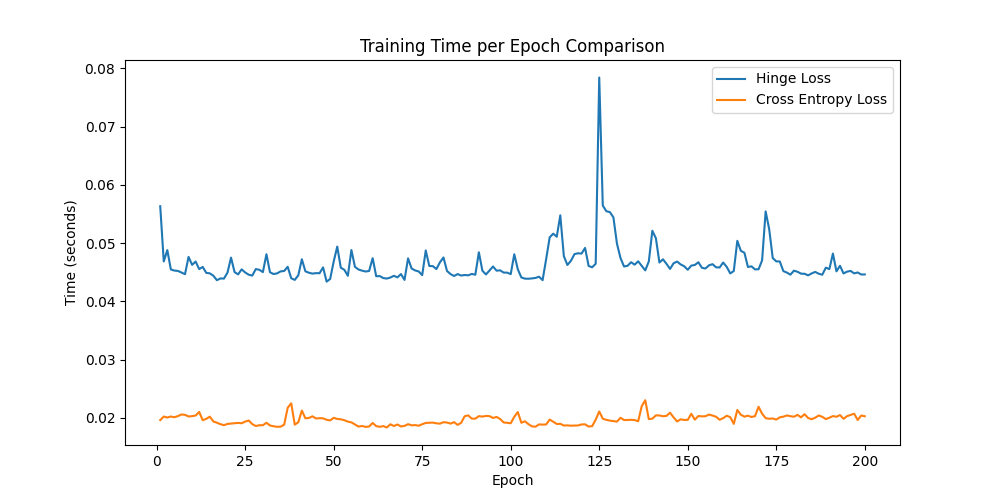 Training Time per Epoch Comparison
Hinge Loss
Cross Entropy Loss
Time (seconds)
0.08
0.07
0.06
0.05
0.04
0.03
0.02
0 25 50 75 100 125 150 175 200
Epoch